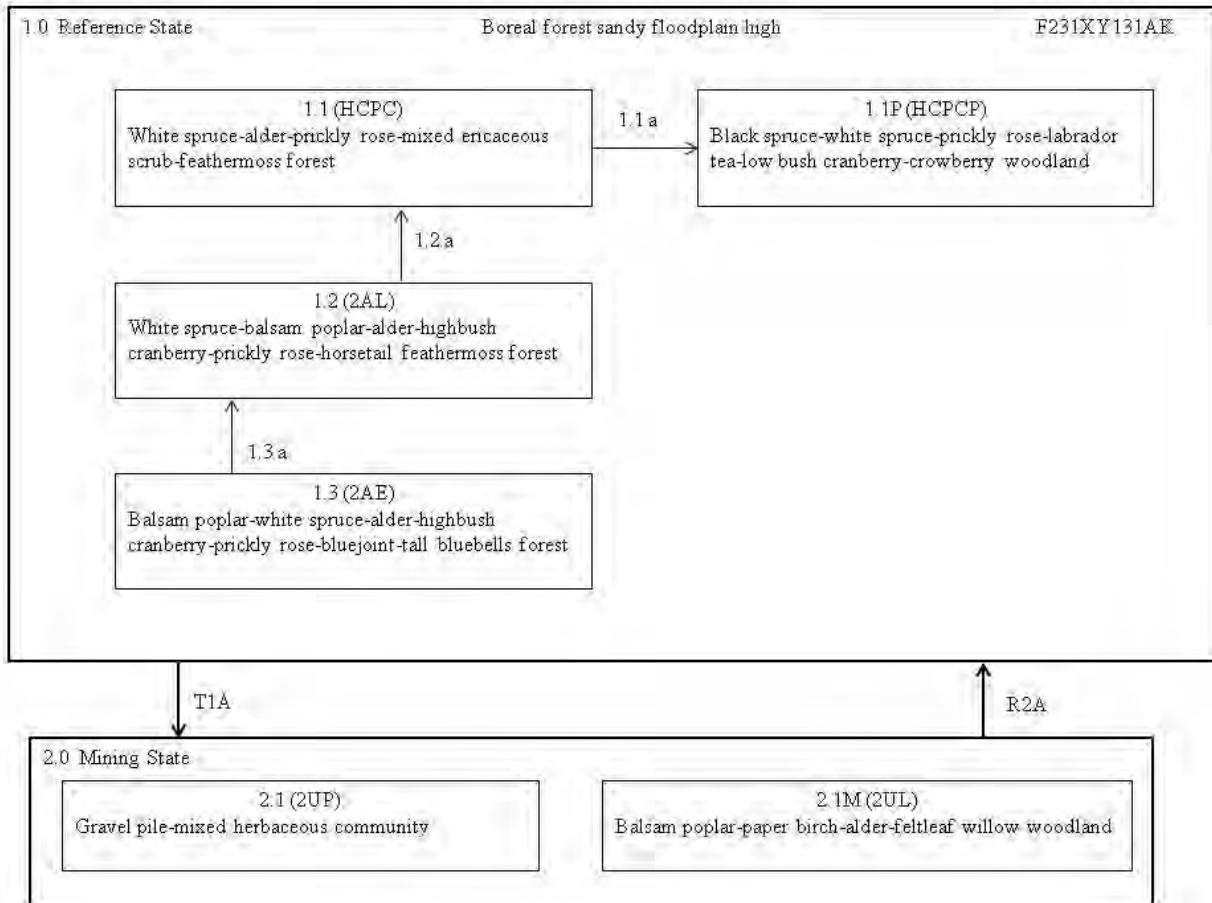 1.0 Reference State Boreal forest sandy floodplain high F231XY131AK
1.1 (HCPC)
White spruce-alder-prickly rose-mixed ericaceous
scrub-feathermoss forest
1.1a
1.1P (HCPCP)
Black spruce-white spruce-prickly rose-labrador
tea-low bush cranberry-crowberry woodland
1.2a
1.2 (2AL)
White spruce-balsam poplar-alder-highbush
cranberry-prickly rose-horsetail feathermoss forest
1.3a
1.3 (2AE)
Balsam poplar-white spruce-alder-highbush
cranberry-prickly rose-bluejoint-tall bluebells forest
T1A
R2A
2.0 Mining State
2.1 (2UP)
Gravel pile-mixed herbaceous community
2.1M (2UL)
Balsam poplar-paper birch-alder-feltleaf willow woodland